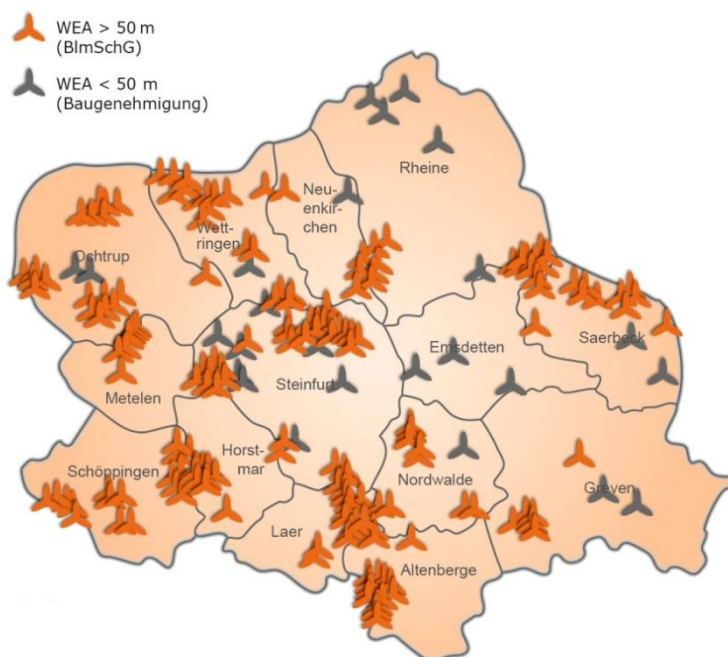 WEA > 50 m
(BlmSchG)
WEA < 50 m
(Baugenehmigung)
Rheine
Neu-
enkir-
chen
Wett-
ringen
Ochtrup
Emsdetten
Saerbeck
Steinfurt
Metelen
Horst-
mar
Schöppingen
Nordwalde
Greven
Laer
Altenberge